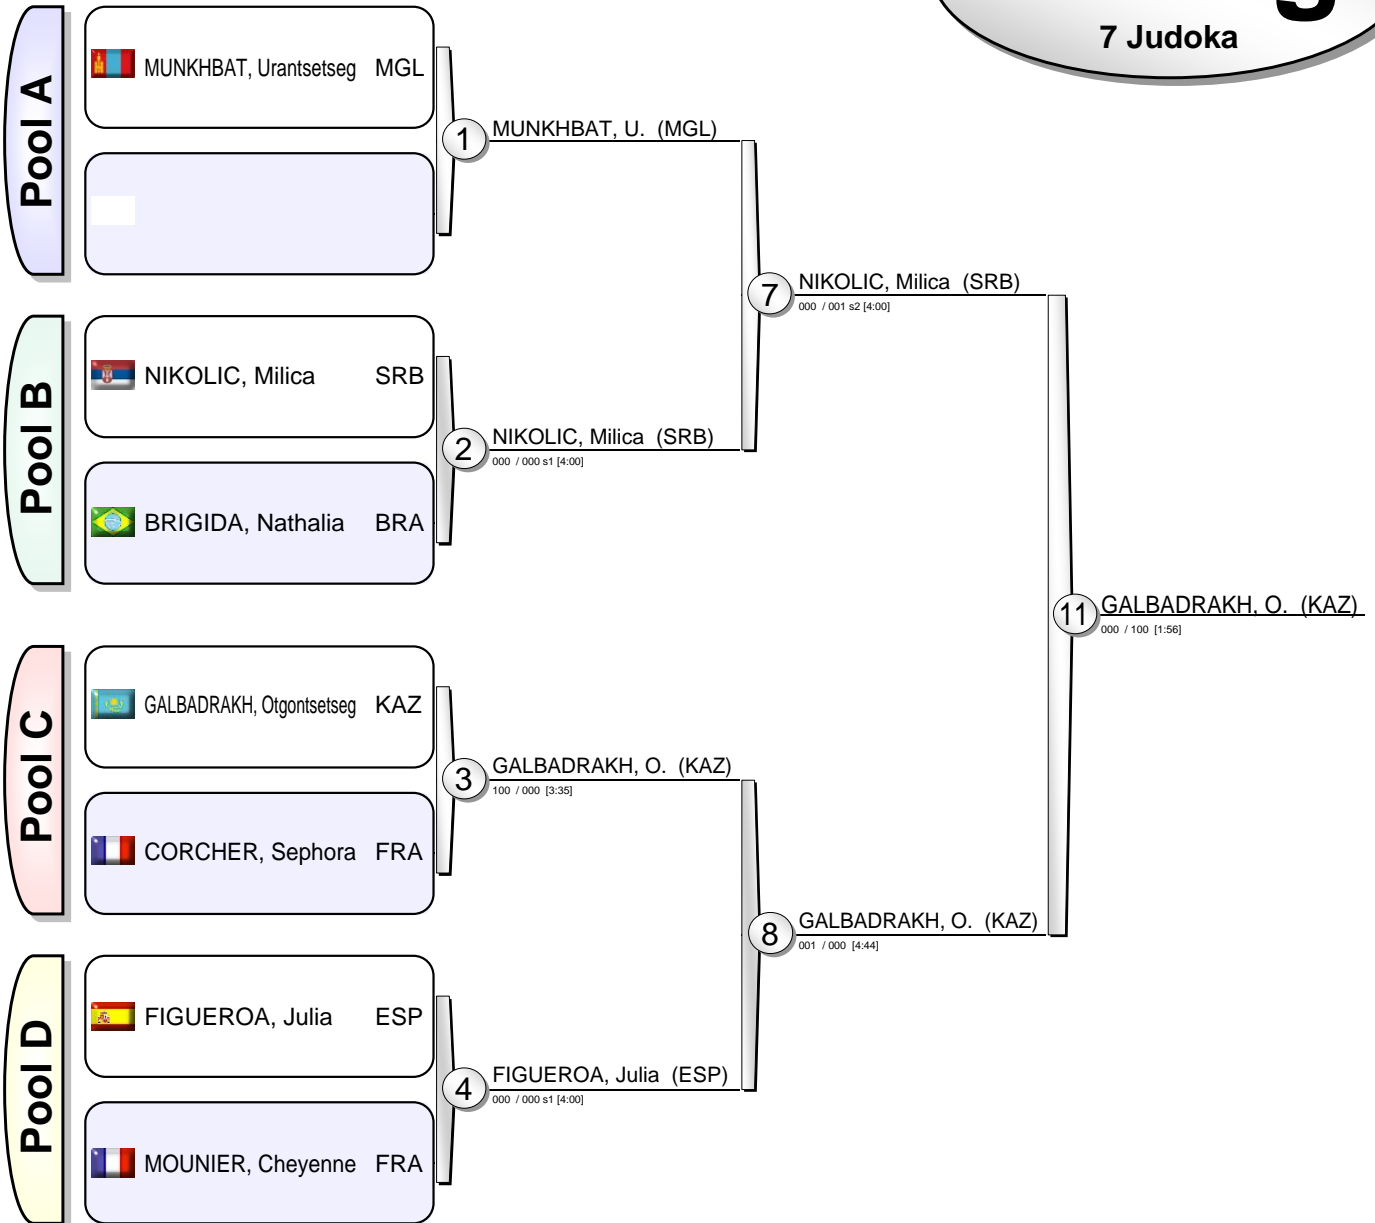 7 Judoka
Pool A
MUNKHBAT, Urantsetseg MGL
1 MUNKHBAT, U. (MGL)
7 NIKOLIC, Milica (SRB)
000 / 001 s2 [4:00]
Pool B
NIKOLIC, Milica SRB
2 NIKOLIC, Milica (SRB)
000 / 000 s1 [4:00]
BRIGIDA, Nathalia BRA
11 GALBADRAKH, O. (KAZ)
000 / 100 [1:56]
Pool C
GALBADRAKH, Otgontsetseg KAZ
3 GALBADRAKH, O. (KAZ)
100 / 000 [3:35]
CORCHER, Sephora FRA
8 GALBADRAKH, O. (KAZ)
001 / 000 [4:44]
Pool D
FIGUEROA, Julia ESP
4 FIGUEROA, Julia (ESP)
000 / 000 s1 [4:00]
MOUNIER, Cheyenne FRA